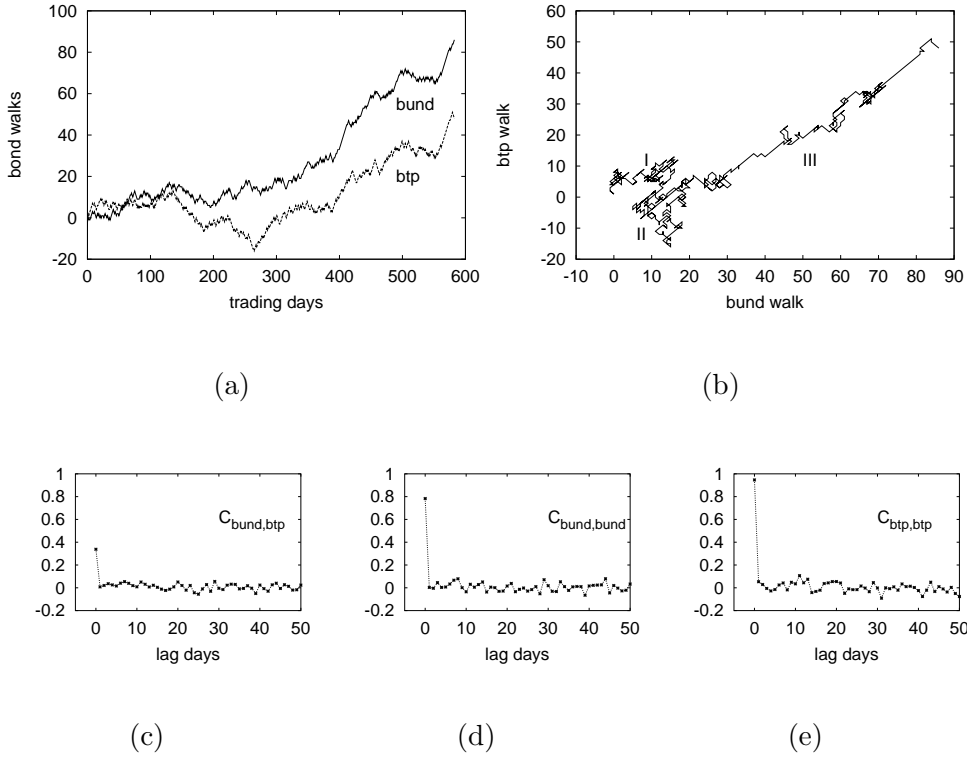 100
80
60
40
20
0
-20
0 100 200 300 400 500 600
bond walks
trading days
bund
btp
(a)
60
50
40
30
20
10
0
-10
-20
-10 0 10 20 30 40 50 60 70 80 90
btp walk
bund walk
I
II
III
(b)
1
0.8
0.6
0.4
0.2
0
-0.2
0 10 20 30 40 50
lag days
C bund,btp
(c)
1
0.8
0.6
0.4
0.2
0
-0.2
0 10 20 30 40 50
lag days
C bund,bund
(d)
1
0.8
0.6
0.4
0.2
0
-0.2
0 10 20 30 40 50
lag days
C btp,btp
(e)